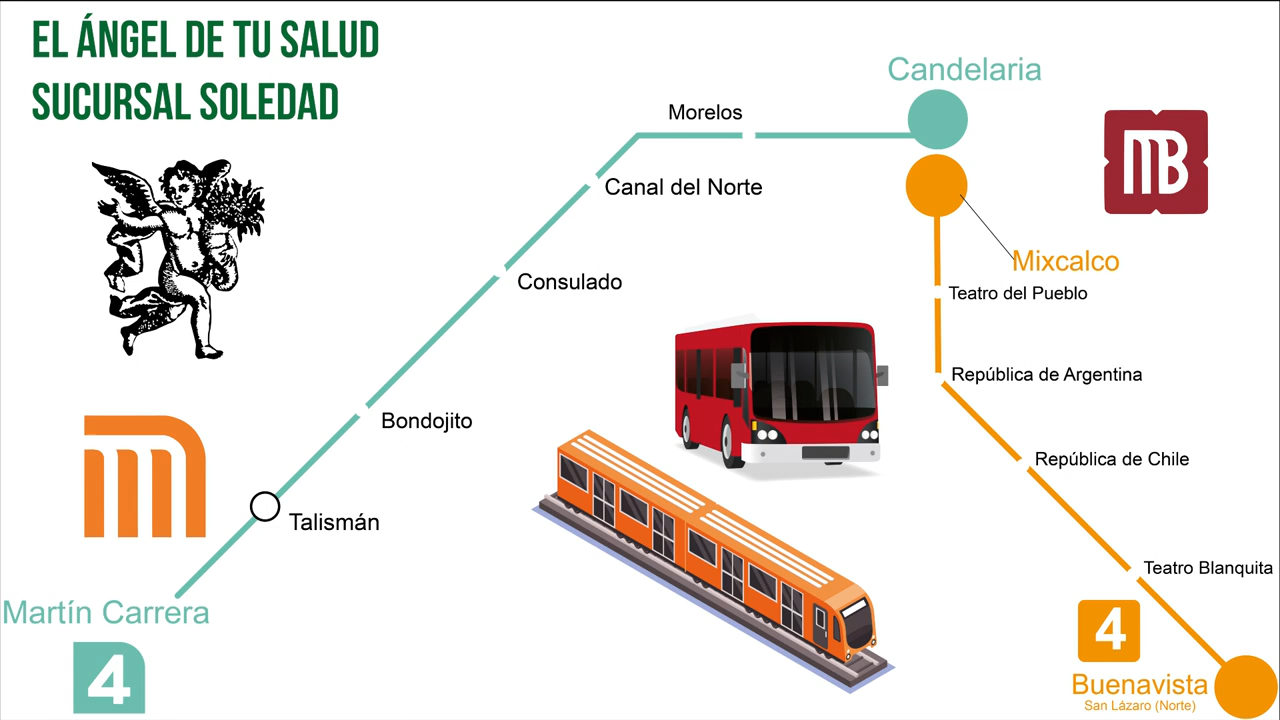 EL ÁNGEL DE TU SALUD
SUCURSAL SOLEDAD
Candelaria
Morelos
MB
Canal del Norte
Mixcalco
Consulado
Teatro del Pueblo
República de Argentina
Bondojito
República de Chile
Talismán
Teatro Blanquita
Martín Carrera
4
4
Buenavista
San Lázaro (Norte)